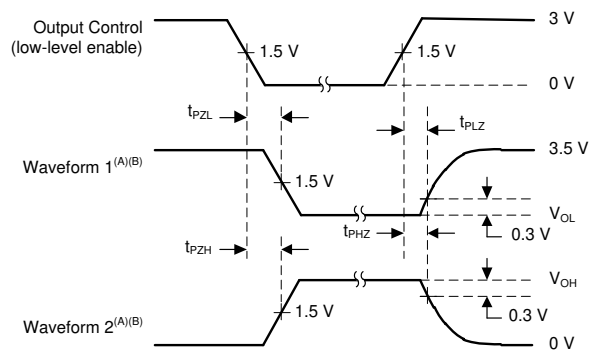 Output Control
(low-level enable)
1.5 V
1.5 V
3 V
0 V
tPZL
tPLZ
Waveform 1(A)(B)
1.5 V
3.5 V
VOL
0.3 V
tPHZ
tPZH
VOH
0.3 V
Waveform 2(A)(B)
1.5 V
0 V